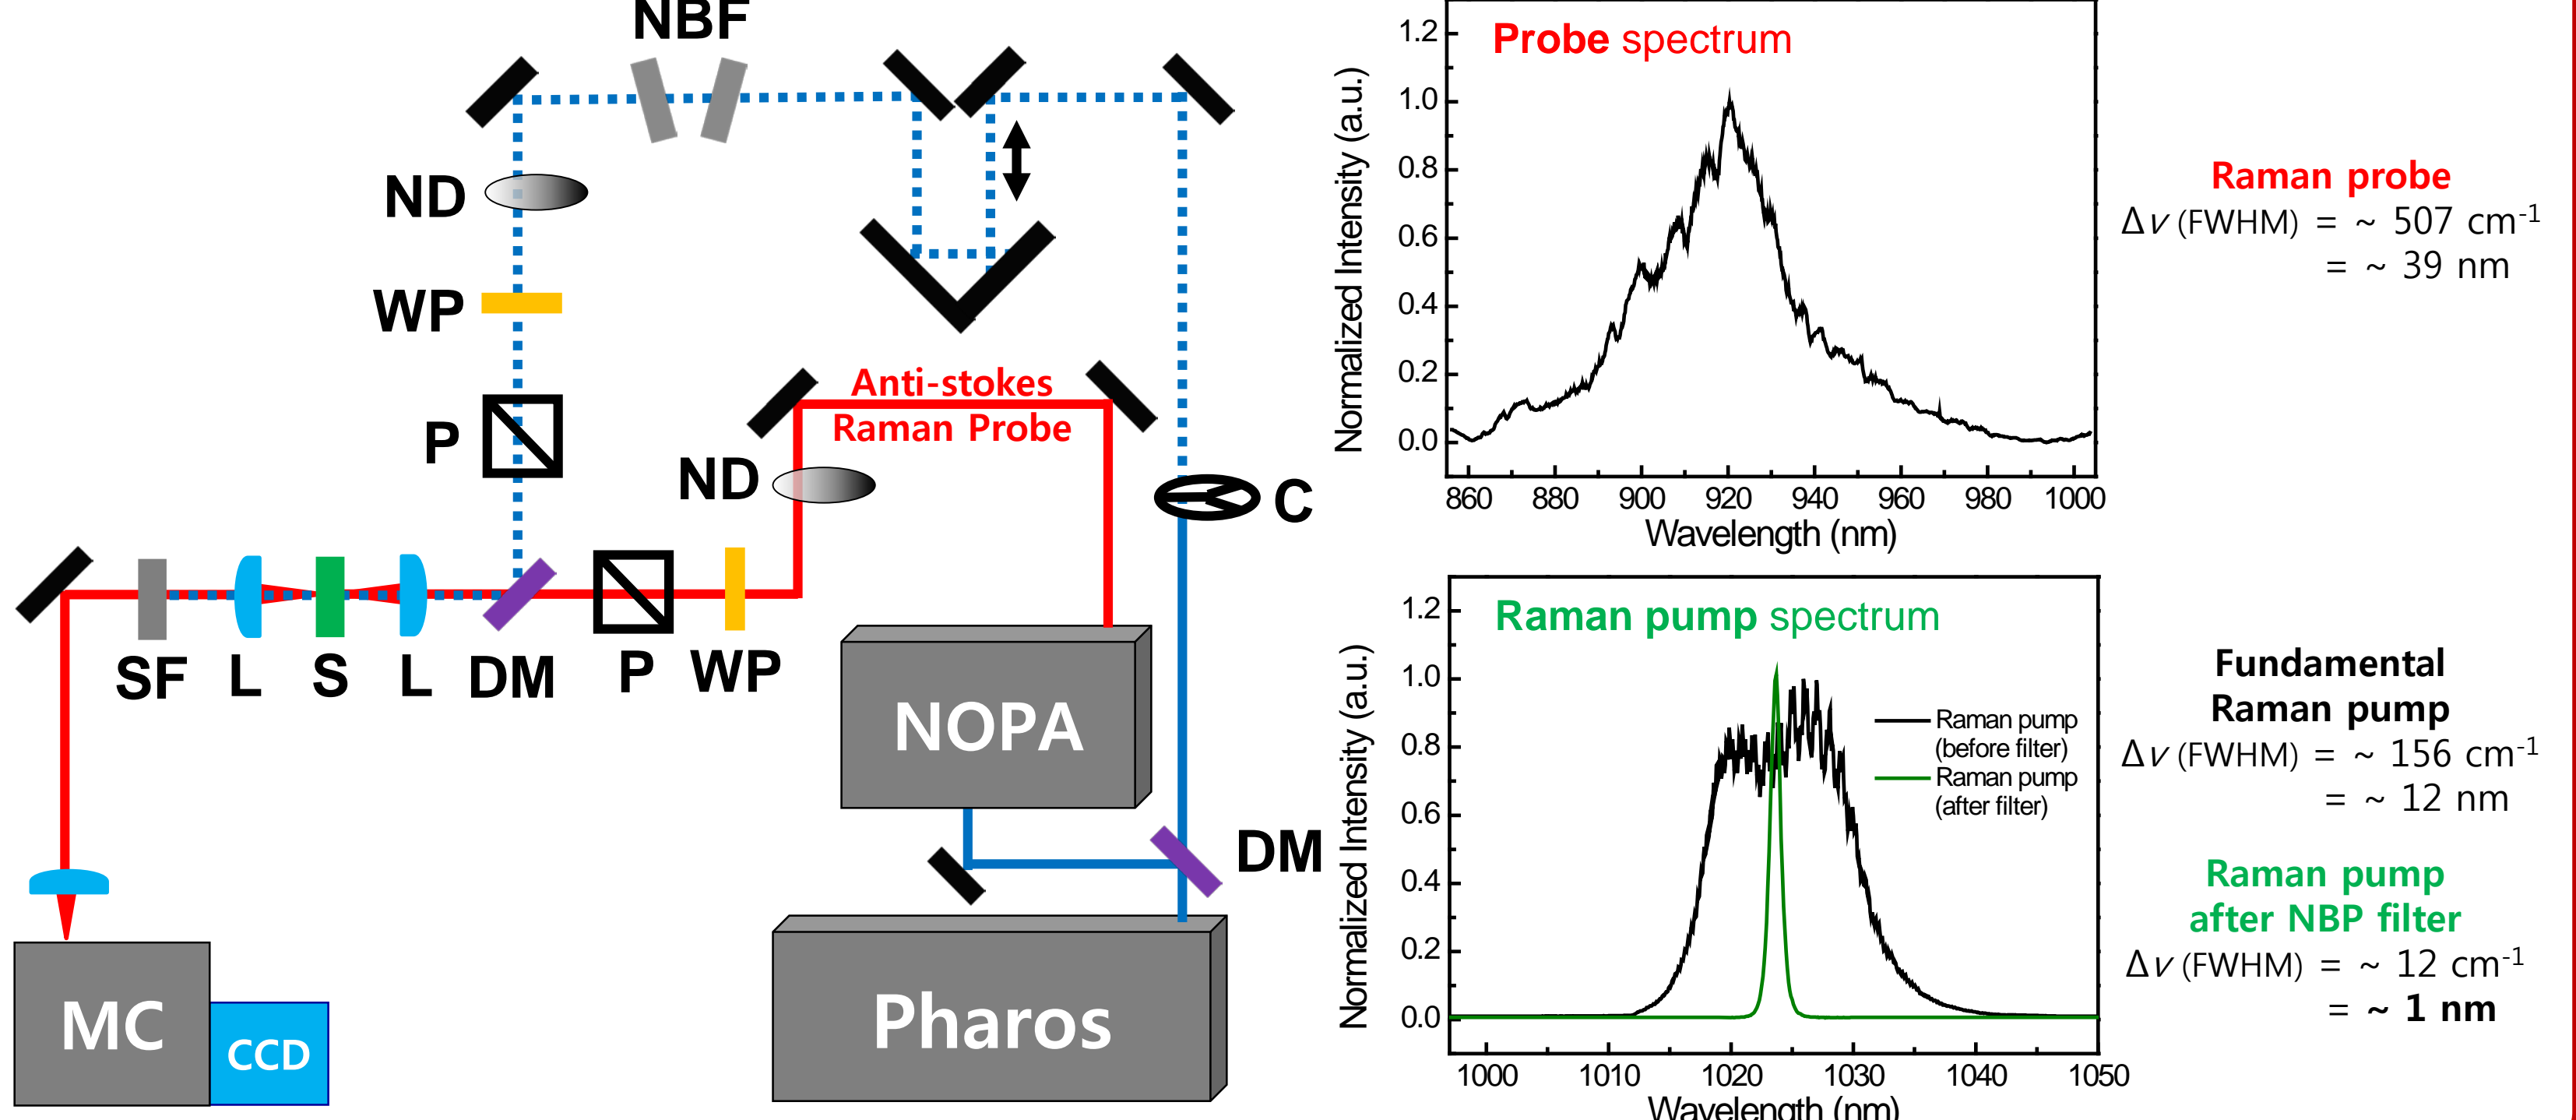 NBF
ND
WP
P
Anti-stokes
Raman Probe
ND
C
SF
L
S
L
DM
P
WP
NOPA
DM
Pharos
MC
CCD
Probe spectrum
Normalized Intensity (a.u.)
1.2
1.0
0.8
0.6
0.4
0.2
0.0
860 880 900 920 940 960 980 1000
Wavelength (nm)
Raman probe
Δν (FWHM) = ~ 507 cm⁻¹
= ~ 39 nm
Raman pump spectrum
Normalized Intensity (a.u.)
1.2
1.0
0.8
0.6
0.4
0.2
0.0
Raman pump
(before filter)
Raman pump
(after filter)
1000 1010 1020 1030 1040 1050
Wavelength (nm)
Fundamental
Raman pump
Δν (FWHM) = ~ 156 cm⁻¹
= ~ 12 nm
Raman pump
after NBP filter
Δν (FWHM) = ~ 12 cm⁻¹
= ~ 1 nm